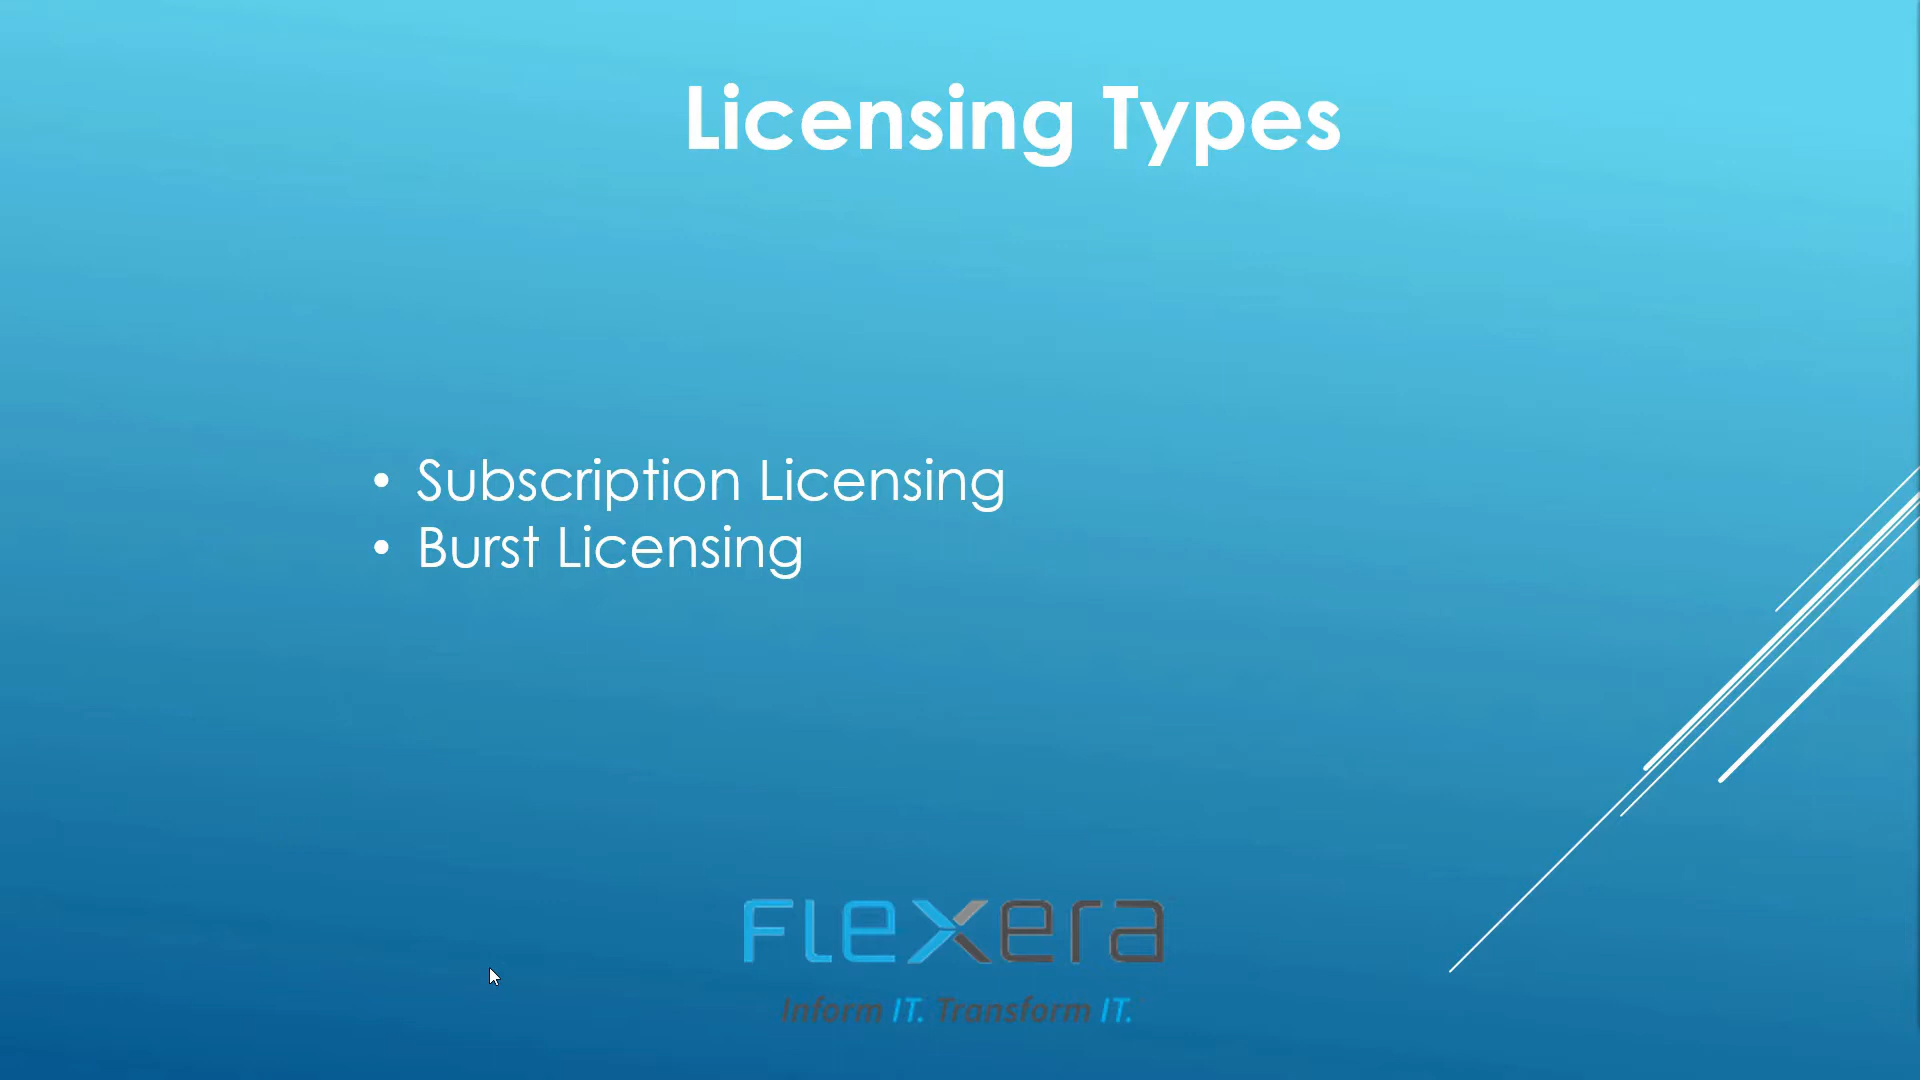 Licensing Types
• Subscription Licensing
• Burst Licensing
Flexera
Inform IT. Transform IT.